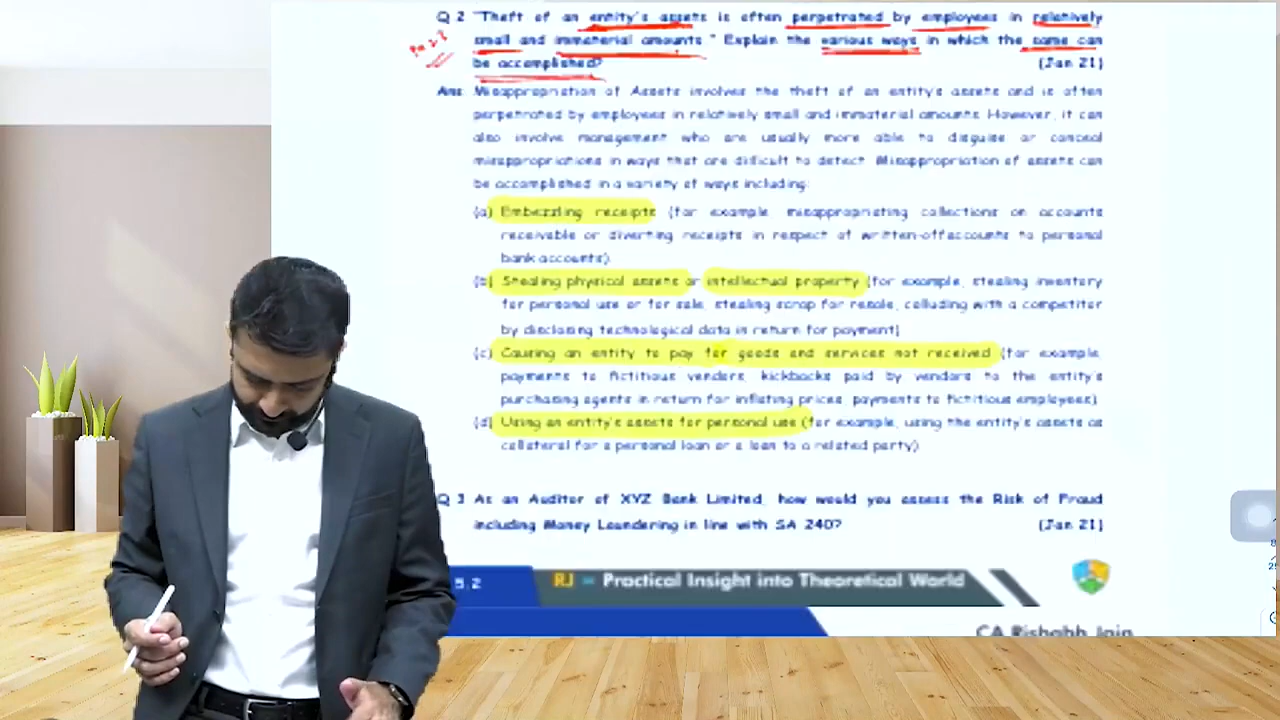 Q 2 "Theft of an entity's assets is often perpetrated by employees in relatively
small and immaterial amounts." Explain the various ways in which the same can
be accomplished? (Jan 21)
Ans Misappropriation of Assets involves the theft of an entity's assets and is often
perpetrated by employees in relatively small and immaterial amounts. However, it can
also involve management who are usually more able to disguise or conceal
misappropriations in ways that are difficult to detect. Misappropriation of assets can
be accomplished in a variety of ways including:
(a) Embezzling receipts (for example, misappropriating collections on accounts
receivable or diverting receipts in respect of written-off accounts to personal
bank accounts).
(b) Stealing physical assets or intellectual property (for example, stealing inventory
for personal use or for sale, stealing scrap for resale, colluding with a competitor
by disclosing technological data in return for payment)
(c) Causing an entity to pay for goods and services not received (for example,
payments to fictitious vendors, kickbacks paid by vendors to the entity's
purchasing agents in return for inflating prices, payments to fictitious employees).
(d) Using an entity's assets for personal use (for example, using the entity's assets as
collateral for a personal loan or a loan to a related party).
Q 3 As an Auditor of XYZ Bank Limited, how would you assess the Risk of Fraud
including Money Laundering in line with SA 240? (Jan 21)
5.2 RJ = Practical Insight into Theoretical World
CA Rishabh Jain